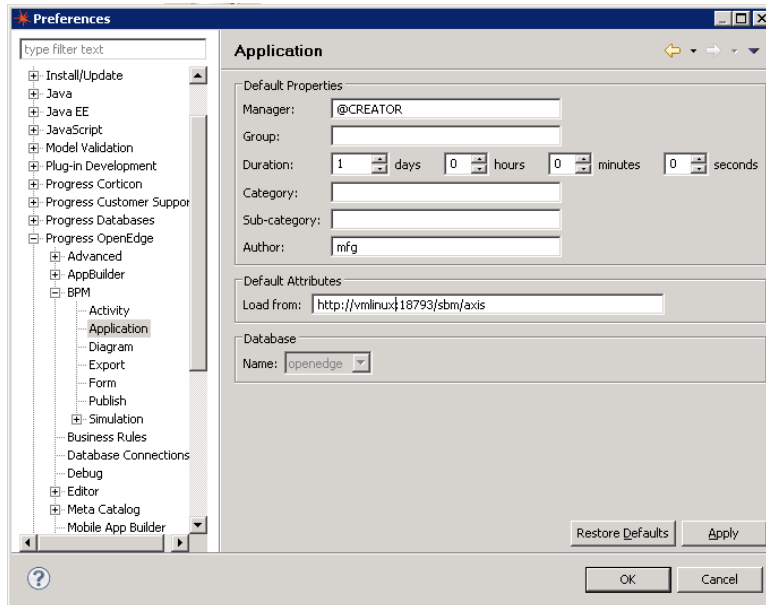 Preferences
type filter text
Install/Update
Java
Java EE
JavaScript
Model Validation
Plug-in Development
Progress Corticon
Progress Customer Suppor
Progress Databases
Progress OpenEdge
Advanced
AppBuilder
BPM
Activity
Application
Diagram
Export
Form
Publish
Simulation
Business Rules
Database Connections
Debug
Editor
Meta Catalog
Mobile App Builder
Application
Default Properties
Manager: @CREATOR
Group:
Duration: 1 days 0 hours 0 minutes 0 seconds
Category:
Sub-category:
Author: mfg
Default Attributes
Load from: http://vmlinux:18793/sbm/axis
Database
Name: openedge
Restore Defaults Apply
? OK Cancel